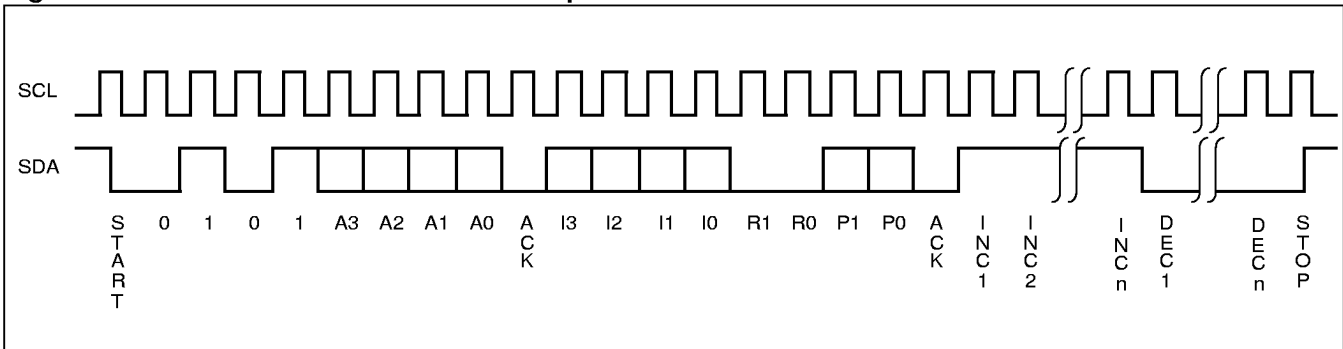 SCL
SDA
START 0 1 0 1 A3 A2 A1 A0 ACK I3 I2 I1 I0 R1 R0 P1 P0 ACK INC1 INC2 INCn DEC1 DECn STOP